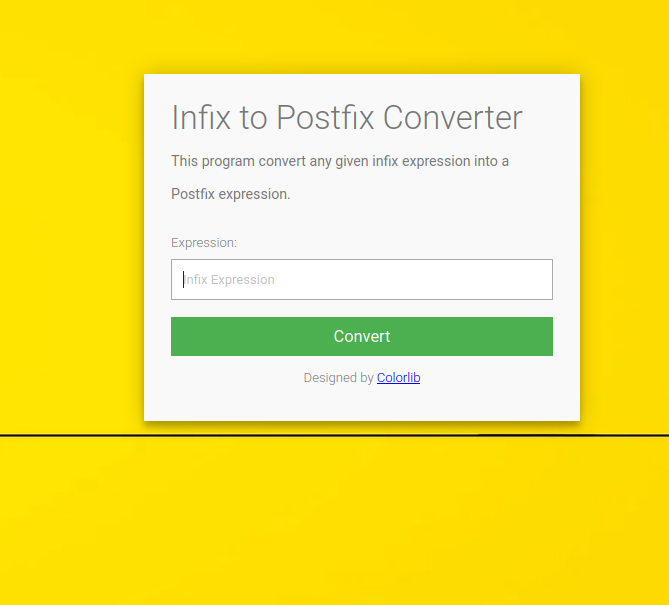 Infix to Postfix Converter
This program convert any given infix expression into a
Postfix expression.
Expression:
Infix Expression
Convert
Designed by Colorlib